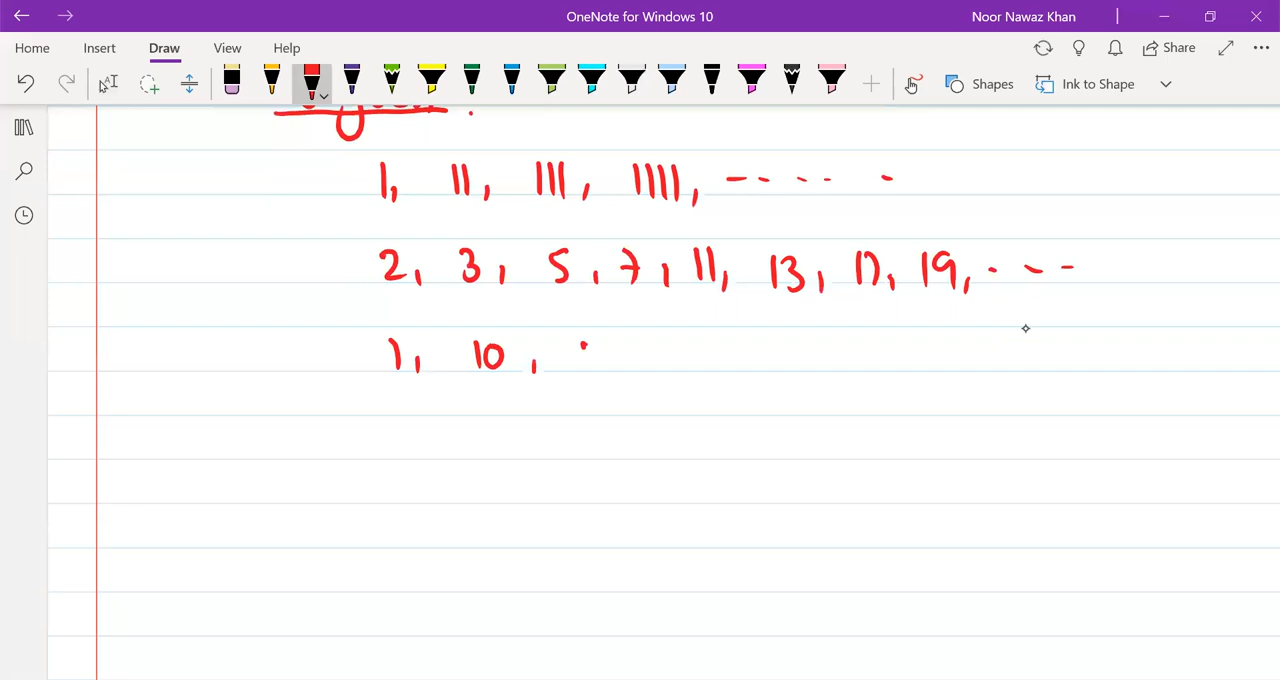 OneNote for Windows 10
Noor Nawaz Khan
Home Insert Draw View Help
Share
Shapes
Ink to Shape
1, 11, 111, 1111, -- - - - -
2, 3, 5, 7, 11, 13, 17, 19, - - -
1, 10, .